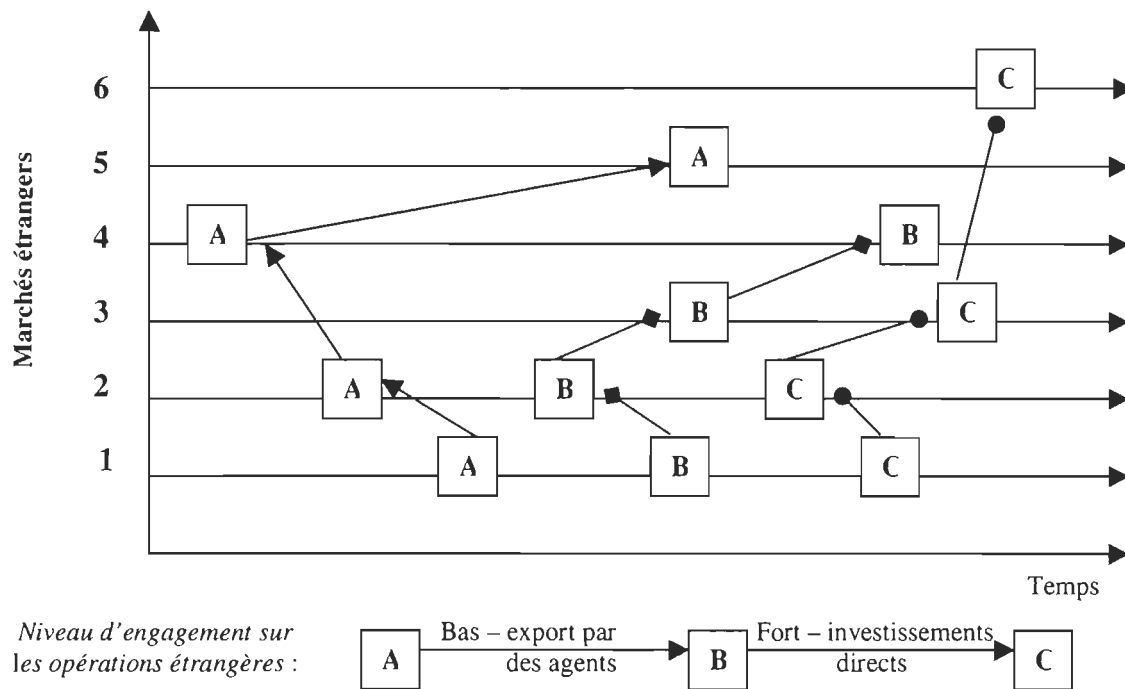 Marchés étrangers
6
C
5
A
4
A
B
3
B
C
2
A
B
C
1
A
B
C
Temps
Niveau d'engagement sur
les opérations étrangères :
A
Bas – export par
des agents
B
Fort – investissements
directs
C